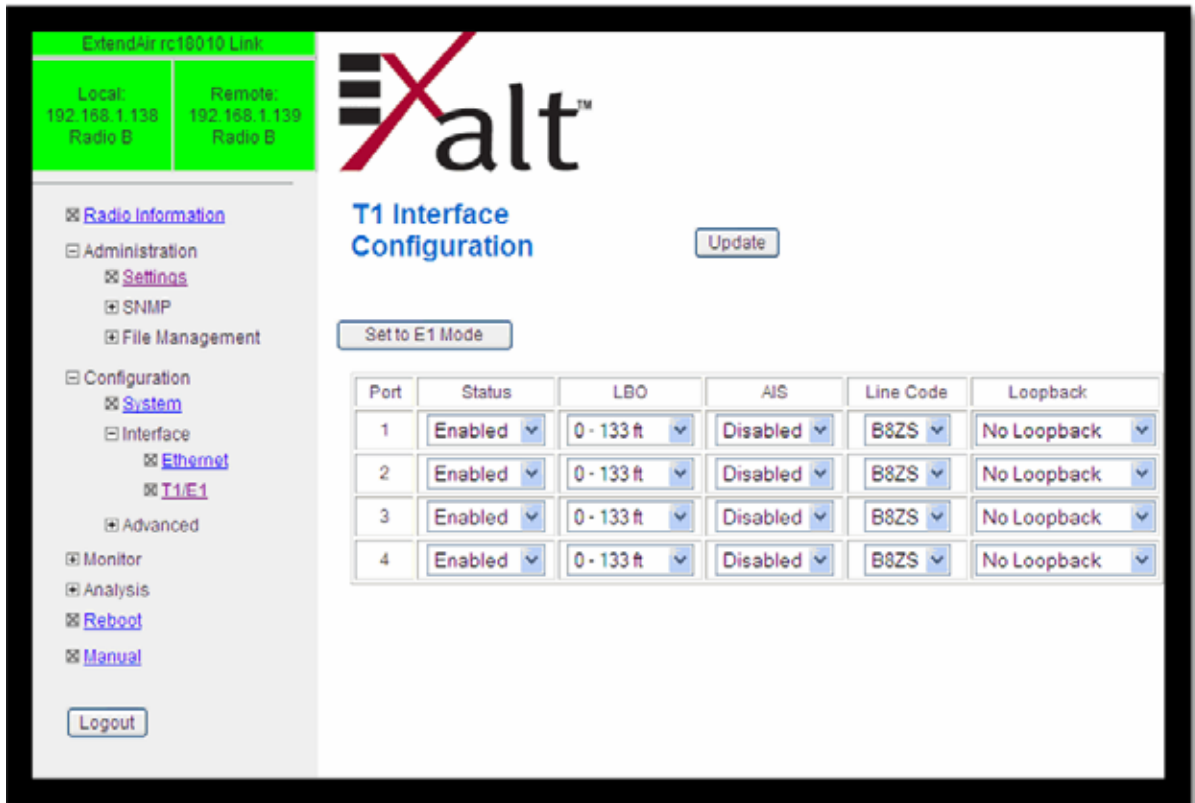 ExtendAir rc18010 Link
Local:
192.168.1.138
Radio B
Remote:
192.168.1.139
Radio B
Radio Information
Administration
Settings
SNMP
File Management
Configuration
System
Interface
Ethernet
T1/E1
Advanced
Monitor
Analysis
Reboot
Manual
Logout
Exalt™
T1 Interface
Configuration
Update
Set to E1 Mode
Port Status LBO AIS Line Code Loopback
1 Enabled 0 - 133 ft Disabled B8ZS No Loopback
2 Enabled 0 - 133 ft Disabled B8ZS No Loopback
3 Enabled 0 - 133 ft Disabled B8ZS No Loopback
4 Enabled 0 - 133 ft Disabled B8ZS No Loopback